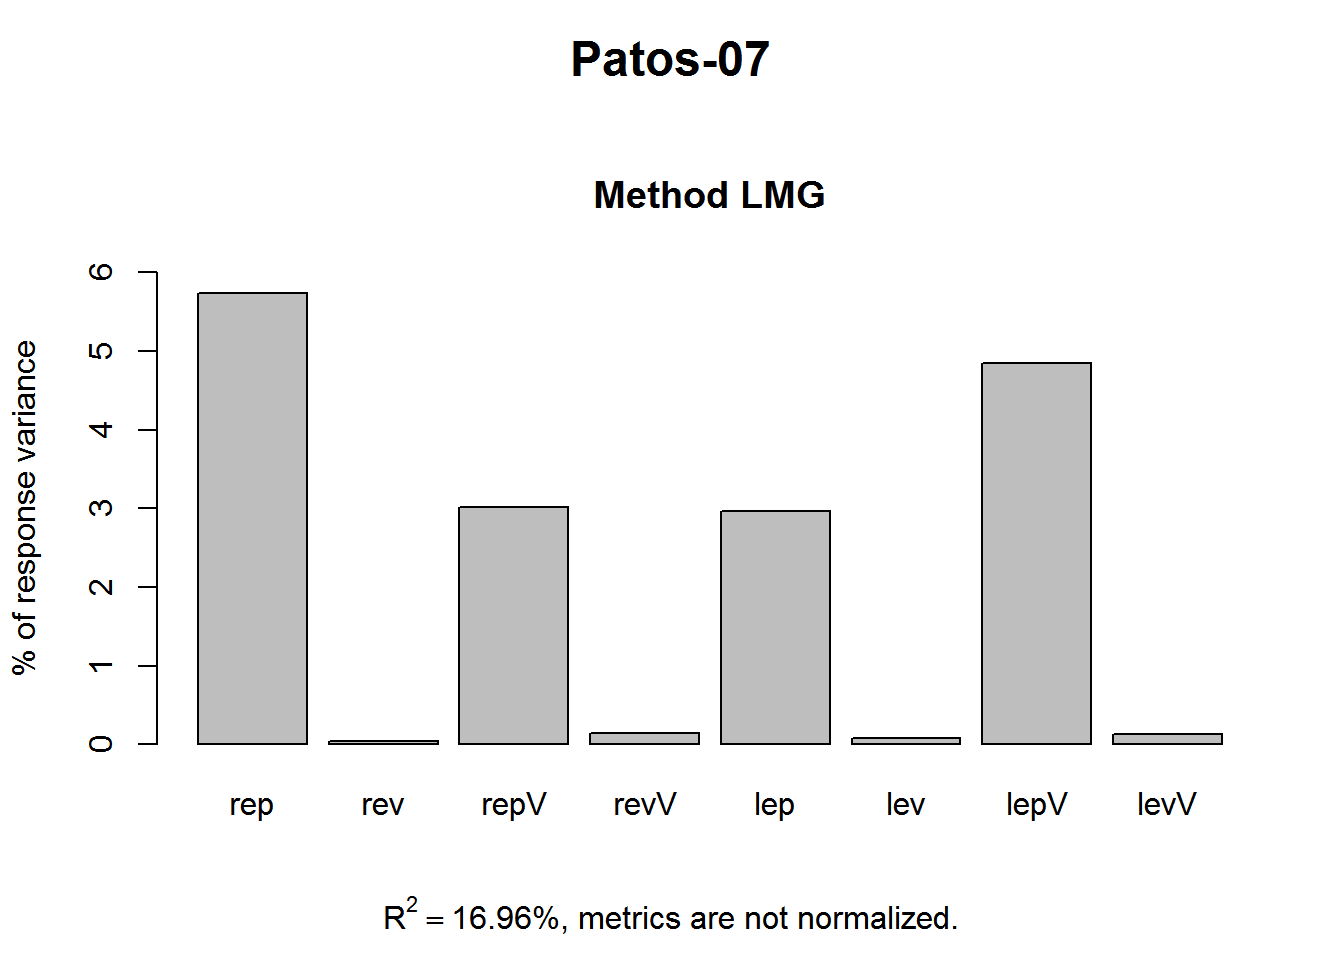 Patos-07
Method LMG
% of response variance
6
5
4
3
2
1
0
rep rev repV revV lep lev lepV levV
R² = 16.96%, metrics are not normalized.